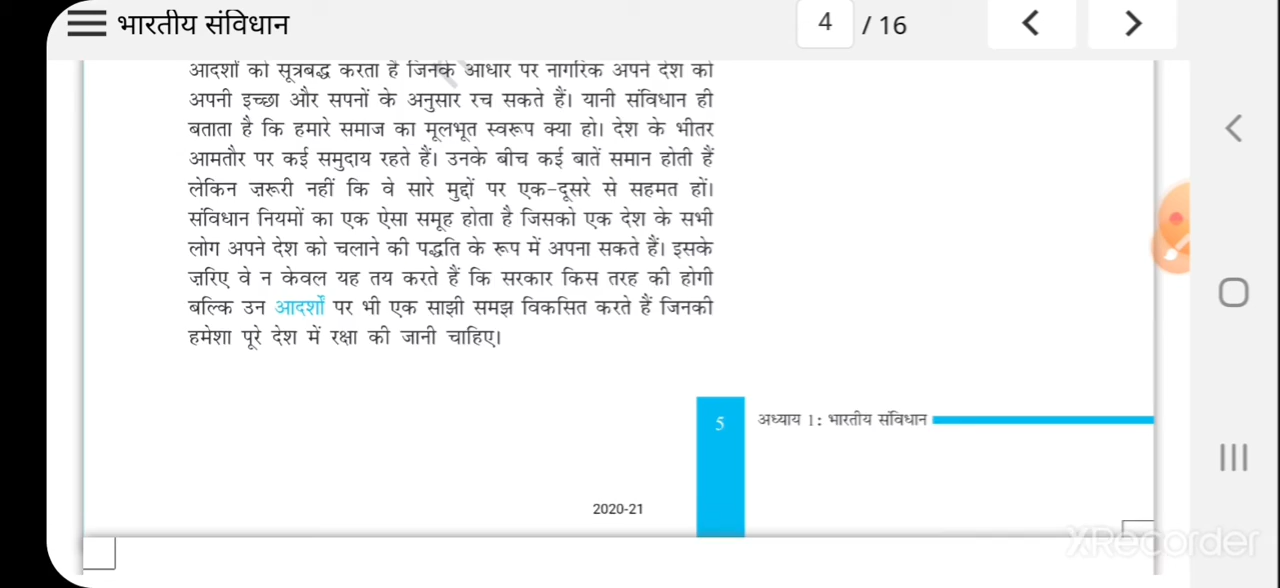 भारतीय संविधान
4 / 16
आदर्शों को सूत्रबद्ध करता है जिनके आधार पर नागरिक अपने देश को
अपनी इच्छा और सपनों के अनुसार रच सकते हैं। यानी संविधान ही
बताता है कि हमारे समाज का मूलभूत स्वरूप क्या हो। देश के भीतर
आमतौर पर कई समुदाय रहते हैं। उनके बीच कई बातें समान होती हैं
लेकिन ज़रूरी नहीं कि वे सारे मुद्दों पर एक-दूसरे से सहमत हों।
संविधान नियमों का एक ऐसा समूह होता है जिसको एक देश के सभी
लोग अपने देश को चलाने की पद्धति के रूप में अपना सकते हैं। इसके
ज़रिए वे न केवल यह तय करते हैं कि सरकार किस तरह की होगी
बल्कि उन आदर्शों पर भी एक साझी समझ विकसित करते हैं जिनकी
हमेशा पूरे देश में रक्षा की जानी चाहिए।
5 अध्याय 1: भारतीय संविधान
2020-21
XRecorder